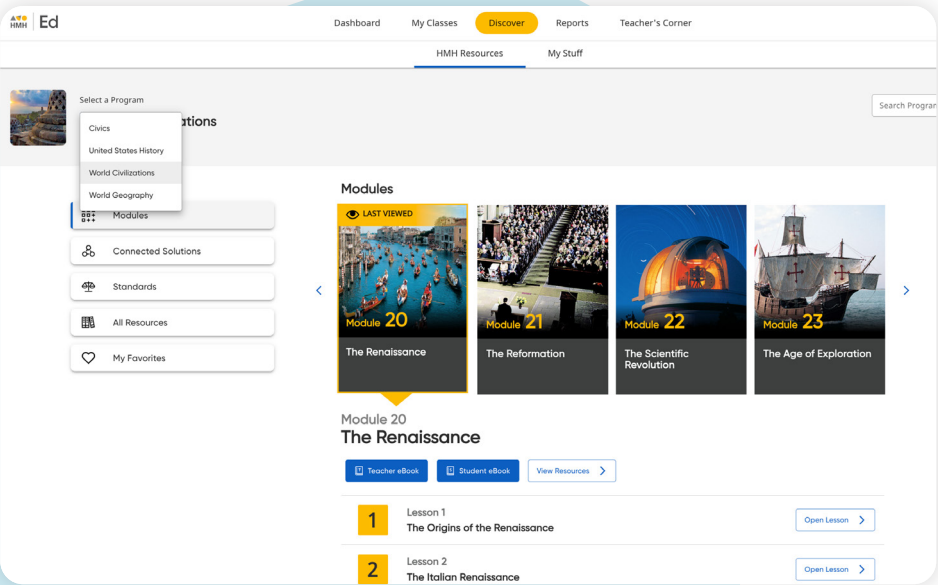 HMH Ed
Dashboard
My Classes
Discover
Reports
Teacher's Corner
HMH Resources
My Stuff
Select a Program
ations
Search Progra
Civics
United States History
World Civilizations
World Geography
Modules
Connected Solutions
Standards
All Resources
My Favorites
Modules
LAST VIEWED
Module 20
The Renaissance
Module 21
The Reformation
Module 22
The Scientific
Revolution
Module 23
The Age of Exploration
Module 20
The Renaissance
Teacher eBook
Student eBook
View Resources
1
Lesson 1
The Origins of the Renaissance
Open Lesson
2
Lesson 2
The Italian Renaissance
Open Lesson